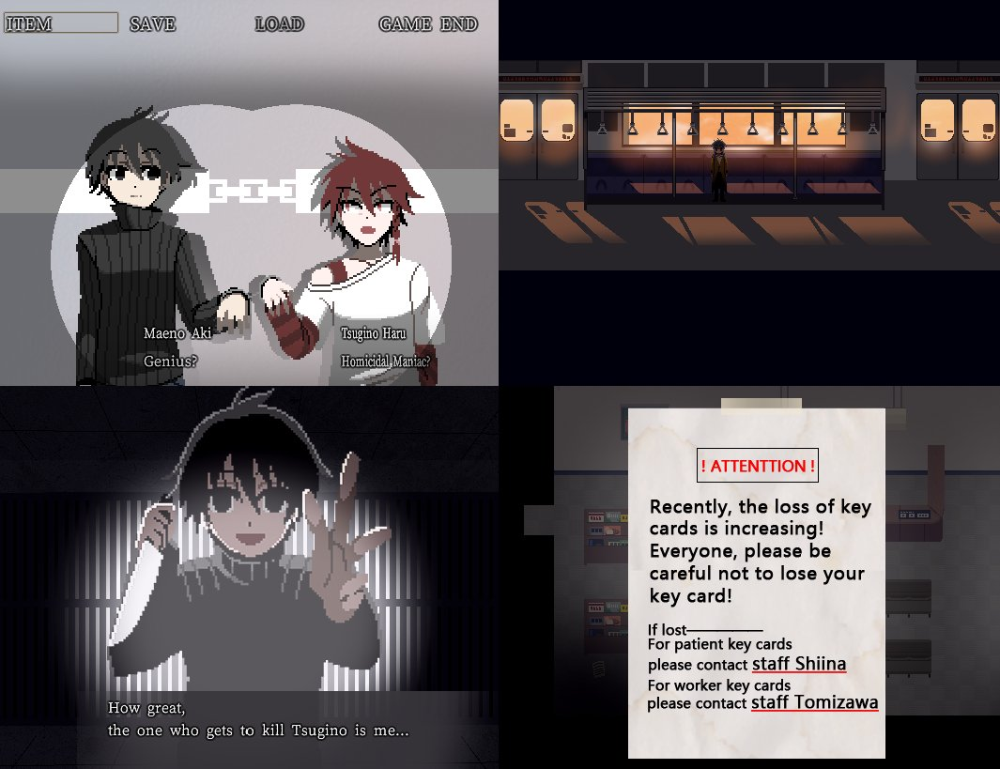 ITEM SAVE LOAD GAME END
Maeno Aki Tsugino Haru
Genius? Homicidal Maniac?
How great,
the one who gets to kill Tsugino is me...
! ATTENTTION !
Recently, the loss of key
cards is increasing!
Everyone, please be
careful not to lose your
key card!
If lost——————
For patient key cards
please contact staff Shiina
For worker key cards
please contact staff Tomizawa